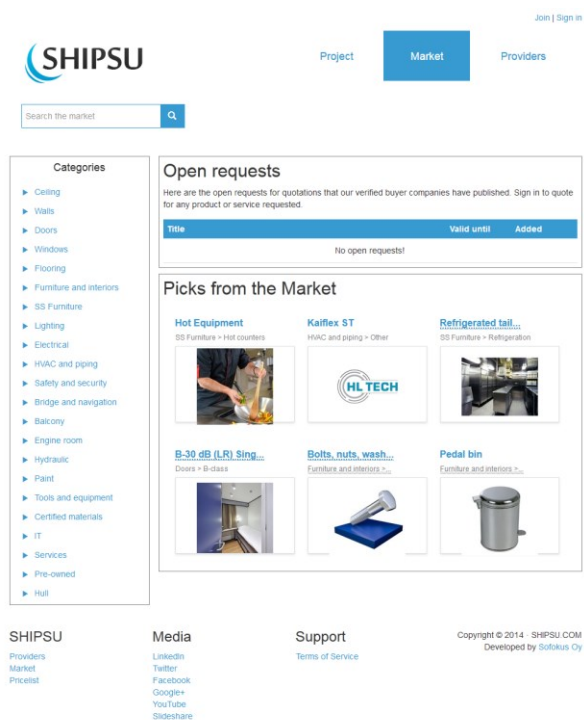 Join | Sign in
SHIPSU
Project Market Providers
Search the market
Categories
Ceiling
Walls
Doors
Windows
Flooring
Furniture and interiors
SS Furniture
Lighting
Electrical
HVAC and piping
Safety and security
Bridge and navigation
Balcony
Engine room
Hydraulic
Paint
Tools and equipment
Certified materials
IT
Services
Pre-owned
Hull
Open requests
Here are the open requests for quotations that our verified buyer companies have published. Sign in to quote
for any product or service requested.
Title Valid until Added
No open requests!
Picks from the Market
Hot Equipment
SS Furniture > Hot counters
Kaiflex ST
HVAC and piping > Other
HL TECH
Refrigerated tail...
SS Furniture > Refrigeration
B-30 dB (LR) Sing...
Doors > B-class
Bolts, nuts, wash...
Furniture and interiors >...
Pedal bin
Furniture and interiors >...
SHIPSU
Providers
Market
Pricelist
Media
LinkedIn
Twitter
Facebook
Google+
YouTube
Slideshare
Support
Terms of Service
Copyright © 2014 · SHIPSU.COM
Developed by Sofokus Oy